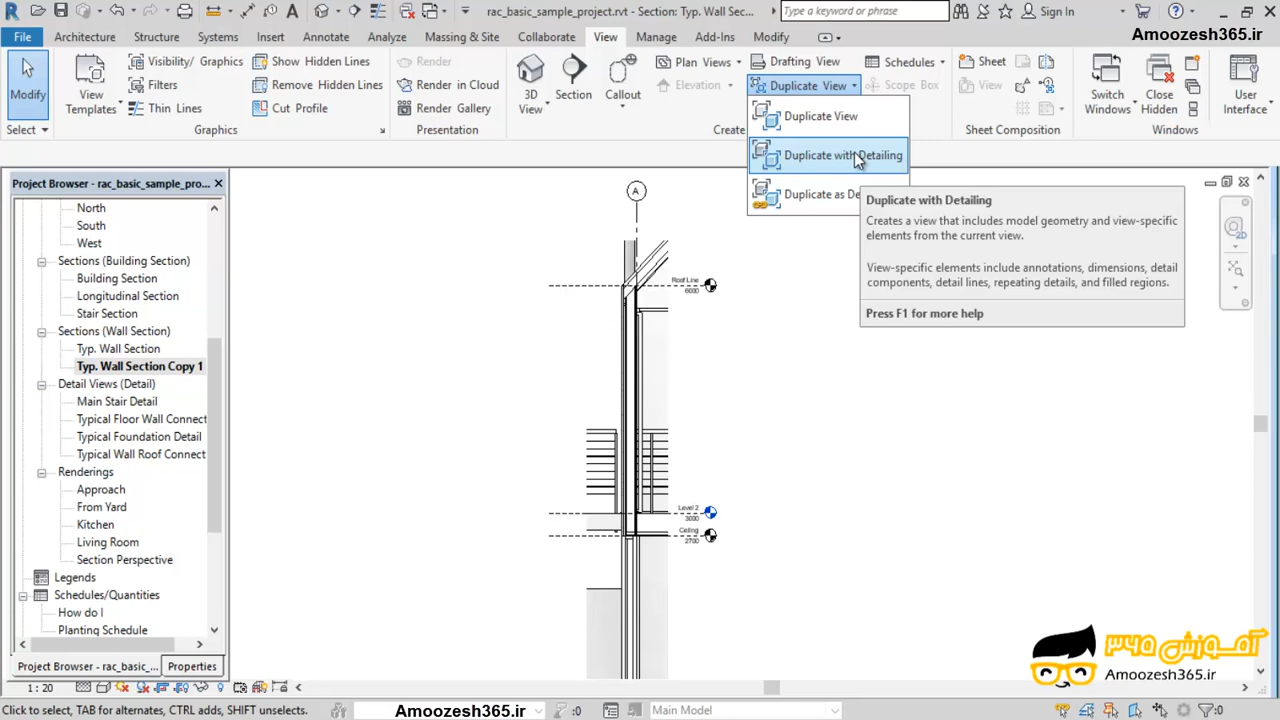 rac_basic_sample_project.rvt - Section: Typ. Wall Sec...
Type a keyword or phrase
Sign In
File
Architecture
Structure
Systems
Insert
Annotate
Analyze
Massing & Site
Collaborate
View
Manage
Add-Ins
Modify
Amoozesh365.ir
Modify
Select
View
Templates
Visibility/ Graphics
Filters
Thin Lines
Show Hidden Lines
Remove Hidden Lines
Cut Profile
Graphics
Render
Render in Cloud
Render Gallery
Presentation
3D
View
Section
Callout
Plan Views
Elevation
Drafting View
Duplicate View
Schedules
Scope Box
Create
Sheet
View
Sheet Composition
Switch
Windows
Close
Hidden
Windows
User
Interface
Duplicate View
Duplicate with Detailing
Duplicate as De
Duplicate with Detailing
Creates a view that includes model geometry and view-specific
elements from the current view.
View-specific elements include annotations, dimensions, detail
components, detail lines, repeating details, and filled regions.
Press F1 for more help
Project Browser - rac_basic_sample_pro...
North
South
West
Sections (Building Section)
Building Section
Longitudinal Section
Stair Section
Sections (Wall Section)
Typ. Wall Section
Typ. Wall Section Copy 1
Detail Views (Detail)
Main Stair Detail
Typical Floor Wall Connect
Typical Foundation Detail
Typical Wall Roof Connect
Renderings
Approach
From Yard
Kitchen
Living Room
Section Perspective
Legends
Schedules/Quantities
How do I
Planning Schedule
Project Browser - rac_basic_...
Properties
A
Roof Line
6000
Level 2
3000
Ceiling
2700
2D
آموزش ۳۶۵
Amoozesh365.ir
1 : 20
Click to select, TAB for alternates, CTRL adds, SHIFT unselects.
Amoozesh365.ir
:0
Main Model
:0